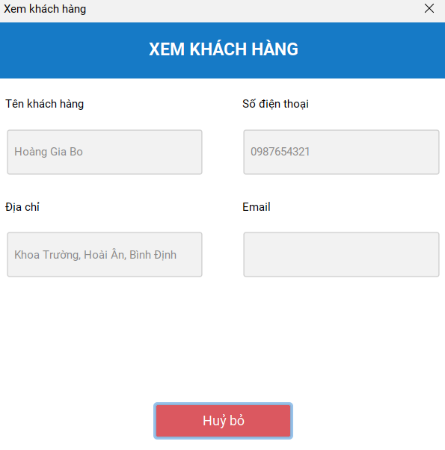 Xem khách hàng
XEM KHÁCH HÀNG
Tên khách hàng
Số điện thoại
Hoàng Gia Bo
0987654321
Địa chỉ
Email
Khoa Trường, Hoài Ân, Bình Định
Huỷ bỏ